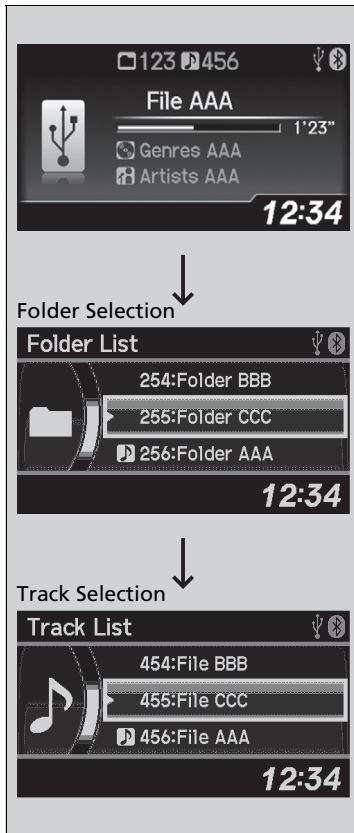 123 456
File AAA
1'23"
Genres AAA
Artists AAA
12:34
Folder Selection
Folder List
254:Folder BBB
255:Folder CCC
256:Folder AAA
12:34
Track Selection
Track List
454:File BBB
455:File CCC
456:File AAA
12:34